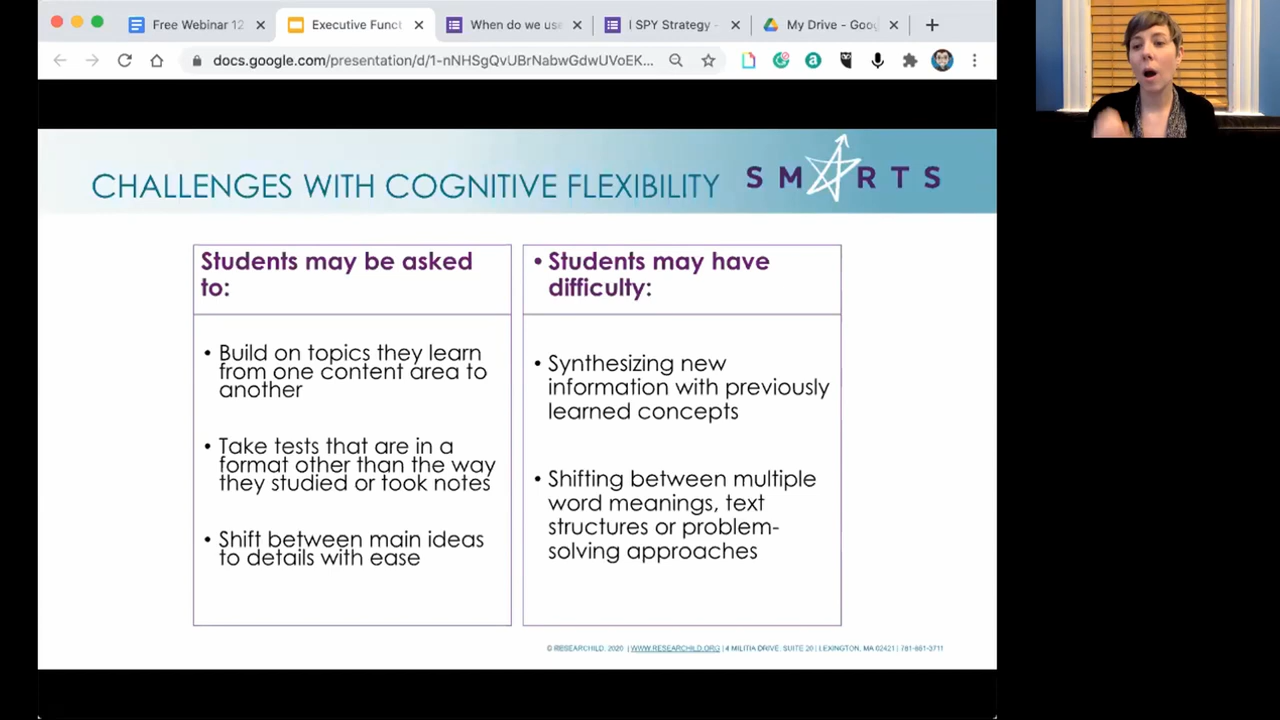 Free Webinar 12
Executive Funct
When do we use
I SPY Strategy -
My Drive - Goog
docs.google.com/presentation/d/1-nNHSgQvUBrNabwGdwUVoEK...
CHALLENGES WITH COGNITIVE FLEXIBILITY
SMARTS
Students may be asked
to:
• Build on topics they learn
from one content area to
another
• Take tests that are in a
format other than the way
they studied or took notes
• Shift between main ideas
to details with ease
• Students may have
difficulty:
• Synthesizing new
information with previously
learned concepts
• Shifting between multiple
word meanings, text
structures or problem-
solving approaches
© RESEARCHILD, 2020 | WWW.RESEARCHILD.ORG | 4 MILITIA DRIVE: SUITE 20 | LEXINGTON, MA 02421 | 781-861-3711